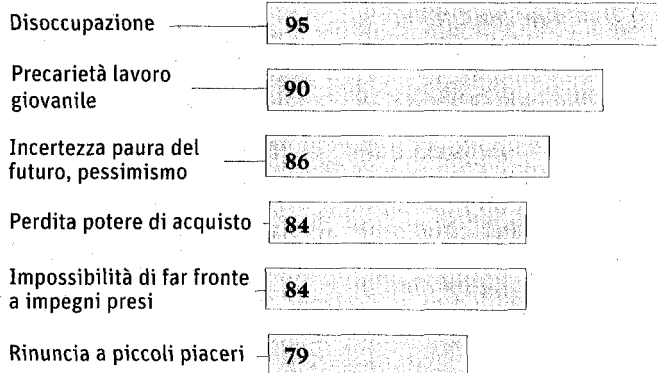 Disoccupazione 95
Precarietà lavoro
giovanile 90
Incertezza paura del
futuro, pessimismo 86
Perdita potere di acquisto 84
Impossibilità di far fronte
a impegni presi 84
Rinuncia a piccoli piaceri 79